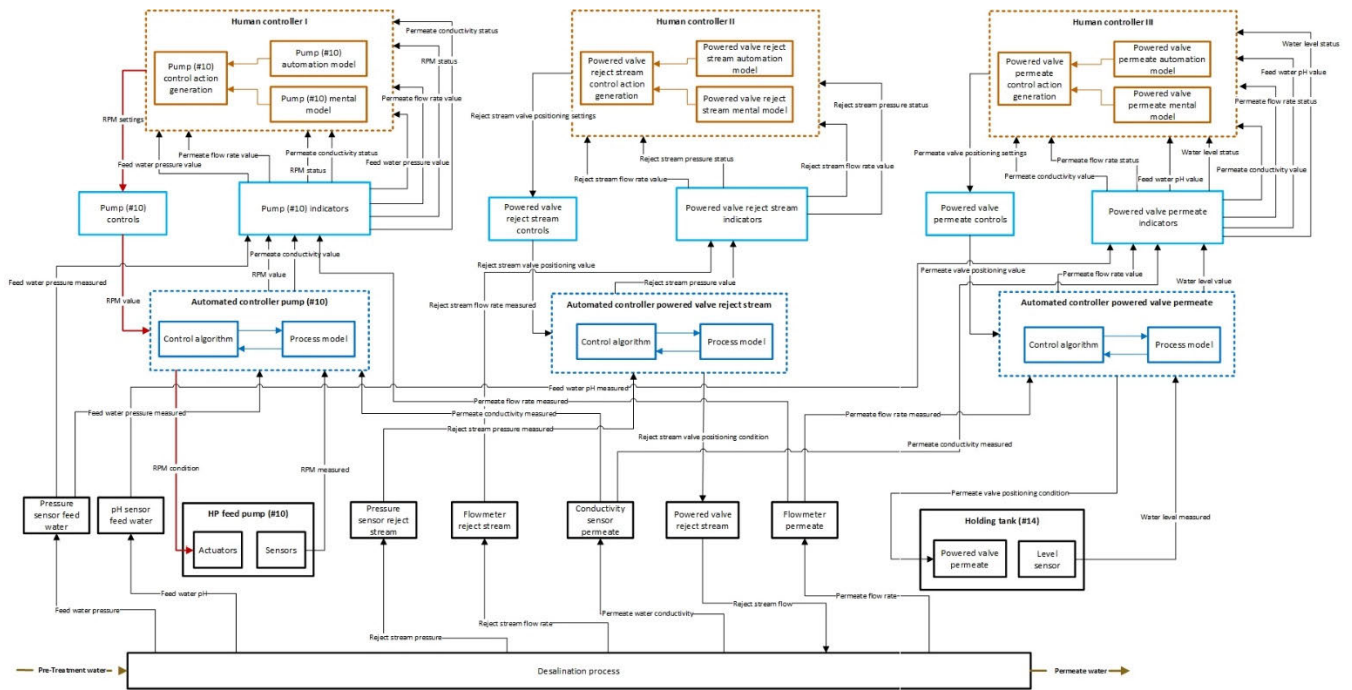 Human controller I
Pump (#10)
control action
generation
Pump (#10)
automation model
Pump (#10) mental model
Permeate conductivity status
RPM status
Permeate flow rate value
Feed water pressure value
RPM settings
Permeate flow rate value
Feed water pressure value
Permeate conductivity status
RPM status
Pump (#10)
controls
Pump (#10) indicators
Permeate conductivity value
RPM value
Feed water pressure measured
RPM value
Automated controller pump (#10)
Control algorithm
Process model
Human controller II
Powered valve
reject stream
control action
generation
Powered valve reject
stream automation
model
Powered valve reject
stream mental model
Reject stream pressure status
Reject stream flow rate value
Reject stream valve positioning settings
Reject stream pressure status
Reject stream flow rate value
Powered valve
reject stream
controls
Powered valve reject stream
indicators
Reject stream valve positioning value
Reject stream flow rate measured
Reject stream pressure value
Automated controller powered valve reject stream
Control algorithm
Process model
Human controller III
Powered valve
permeate
control action
generation
Powered valve
permeate automation
model
Powered valve
permeate mental model
Water level status
Feed water pH value
Permeate flow rate status
Permeate conductivity value
Permeate valve positioning settings
Permeate flow rate status
Permeate conductivity value
Water level status
Feed water pH value
Powered valve
permeate controls
Powered valve permeate
indicators
Permeate valve positioning value
Permeate flow rate value
Water level value
Automated controller powered valve permeate
Control algorithm
Process model
Feed water pH measured
Feed water pressure measured
Permeate flow rate measured
Permeate conductivity measured
Reject stream pressure measured
Permeate flow rate measured
Reject stream valve positioning condition
Permeate conductivity measured
RPM condition
RPM measured
Permeate valve positioning condition
Water level measured
Pressure
sensor feed
water
pH sensor
feed water
HP feed pump (#10)
Actuators
Sensors
Pressure
sensor reject
stream
Flowmeter
reject stream
Conductivity
sensor
permeate
Powered valve
reject stream
Flowmeter
permeate
Holding tank (#14)
Powered valve
permeate
Level
sensor
Feed water pressure
Feed water pH
Reject stream pressure
Reject stream flow rate
Permeate water conductivity
Reject stream flow
Permeate flow rate
Pre-Treatment water
Desalination process
Permeate water